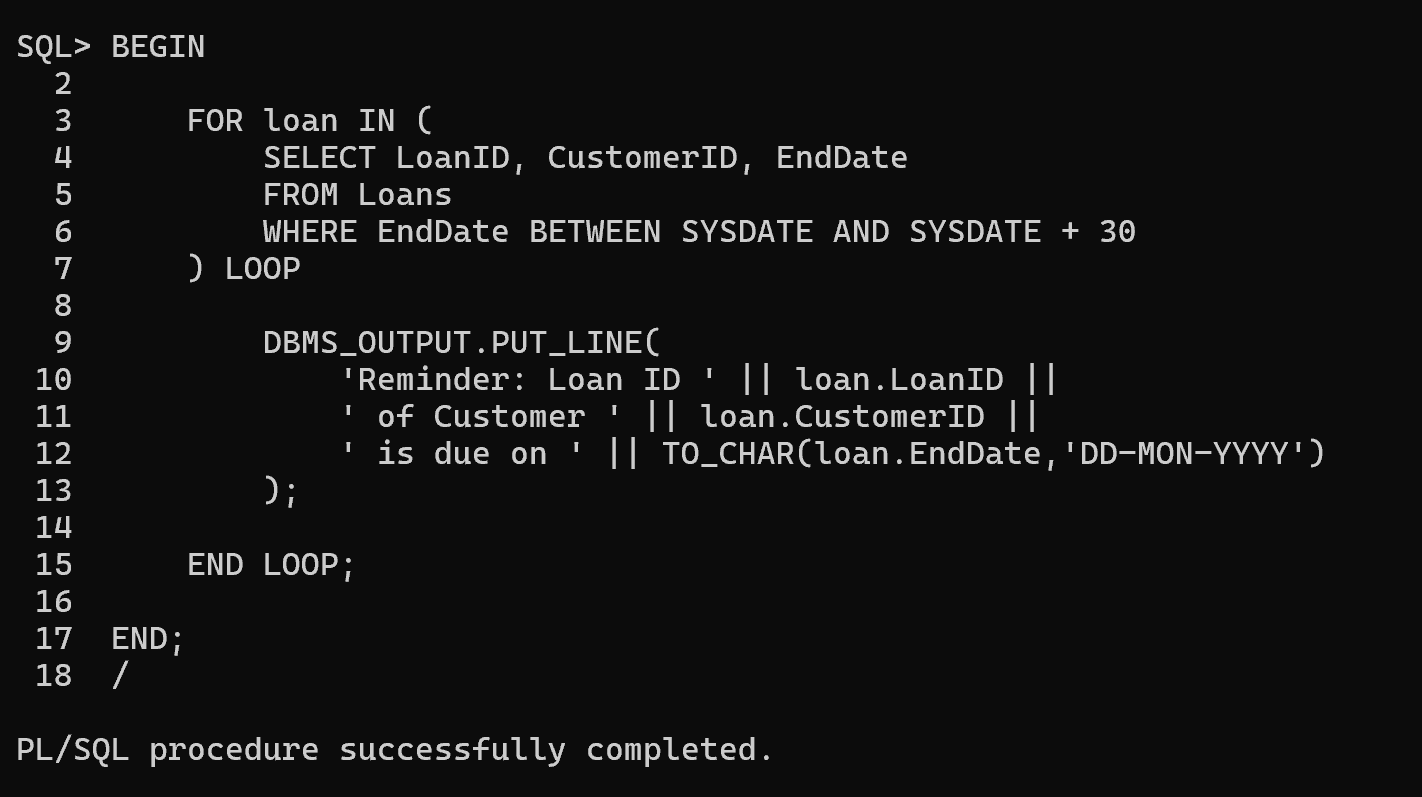 SQL> BEGIN
  2
  3      FOR loan IN (
  4          SELECT LoanID, CustomerID, EndDate
  5          FROM Loans
  6          WHERE EndDate BETWEEN SYSDATE AND SYSDATE + 30
  7      ) LOOP
  8
  9          DBMS_OUTPUT.PUT_LINE(
 10              'Reminder: Loan ID ' || loan.LoanID ||
 11              ' of Customer ' || loan.CustomerID ||
 12              ' is due on ' || TO_CHAR(loan.EndDate,'DD-MON-YYYY')
 13          );
 14
 15      END LOOP;
 16
 17  END;
 18  /

PL/SQL procedure successfully completed.